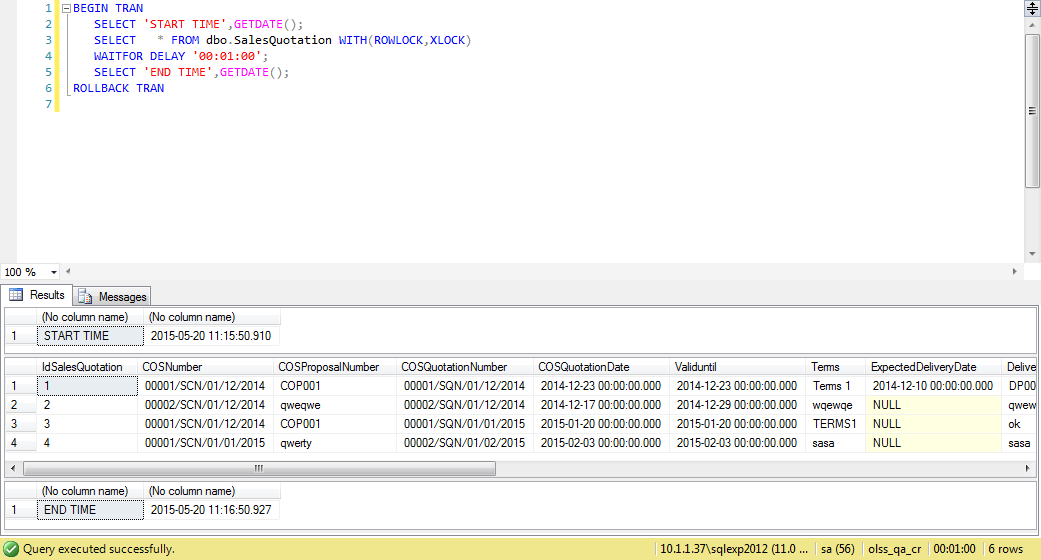 1 BEGIN TRAN
2 SELECT 'START TIME',GETDATE();
3 SELECT * FROM dbo.SalesQuotation WITH(ROWLOCK,XLOCK)
4 WAITFOR DELAY '00:01:00';
5 SELECT 'END TIME',GETDATE();
6 ROLLBACK TRAN
7
100 %
Results Messages
(No column name) (No column name)
1 START TIME 2015-05-20 11:15:50.910
IdSalesQuotation COSNumber COSProposalNumber COSQuotationNumber COSQuotationDate Validuntil Terms ExpectedDeliveryDate Delive
1 1 00001/SCN/01/12/2014 COP001 00001/SQN/01/12/2014 2014-12-23 00:00:00.000 2014-12-23 00:00:00.000 Terms 1 2014-12-10 00:00:00.000 DP00
2 2 00002/SCN/01/12/2014 qweqwe 00002/SQN/01/12/2014 2014-12-17 00:00:00.000 2014-12-29 00:00:00.000 wqewqe NULL qwew
3 3 00001/SCN/01/12/2014 COP001 00001/SQN/01/01/2015 2015-01-20 00:00:00.000 2015-01-20 00:00:00.000 TERMS1 NULL ok
4 4 00001/SCN/01/01/2015 qwerty 00002/SQN/01/02/2015 2015-02-03 00:00:00.000 2015-02-03 00:00:00.000 sasa NULL sasa
(No column name) (No column name)
1 END TIME 2015-05-20 11:16:50.927
Query executed successfully. 10.1.1.37\sqlexp2012 (11.0 ... sa (56) olss_qa_cr 00:01:00 6 rows